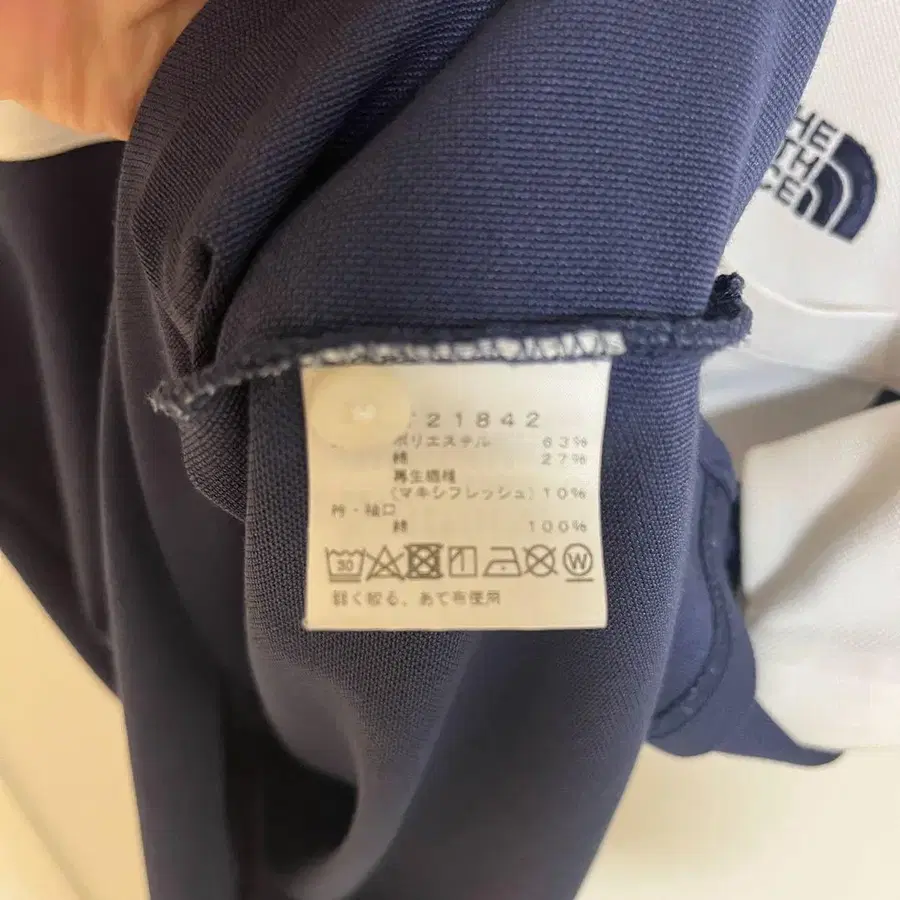 THE
TH
CE
21842
ポリエステル 63%
綿 27%
再生繊維
(マキシフレッシュ)10%
衿・袖口
綿 100%
30
W
弱く絞る、あて布使用